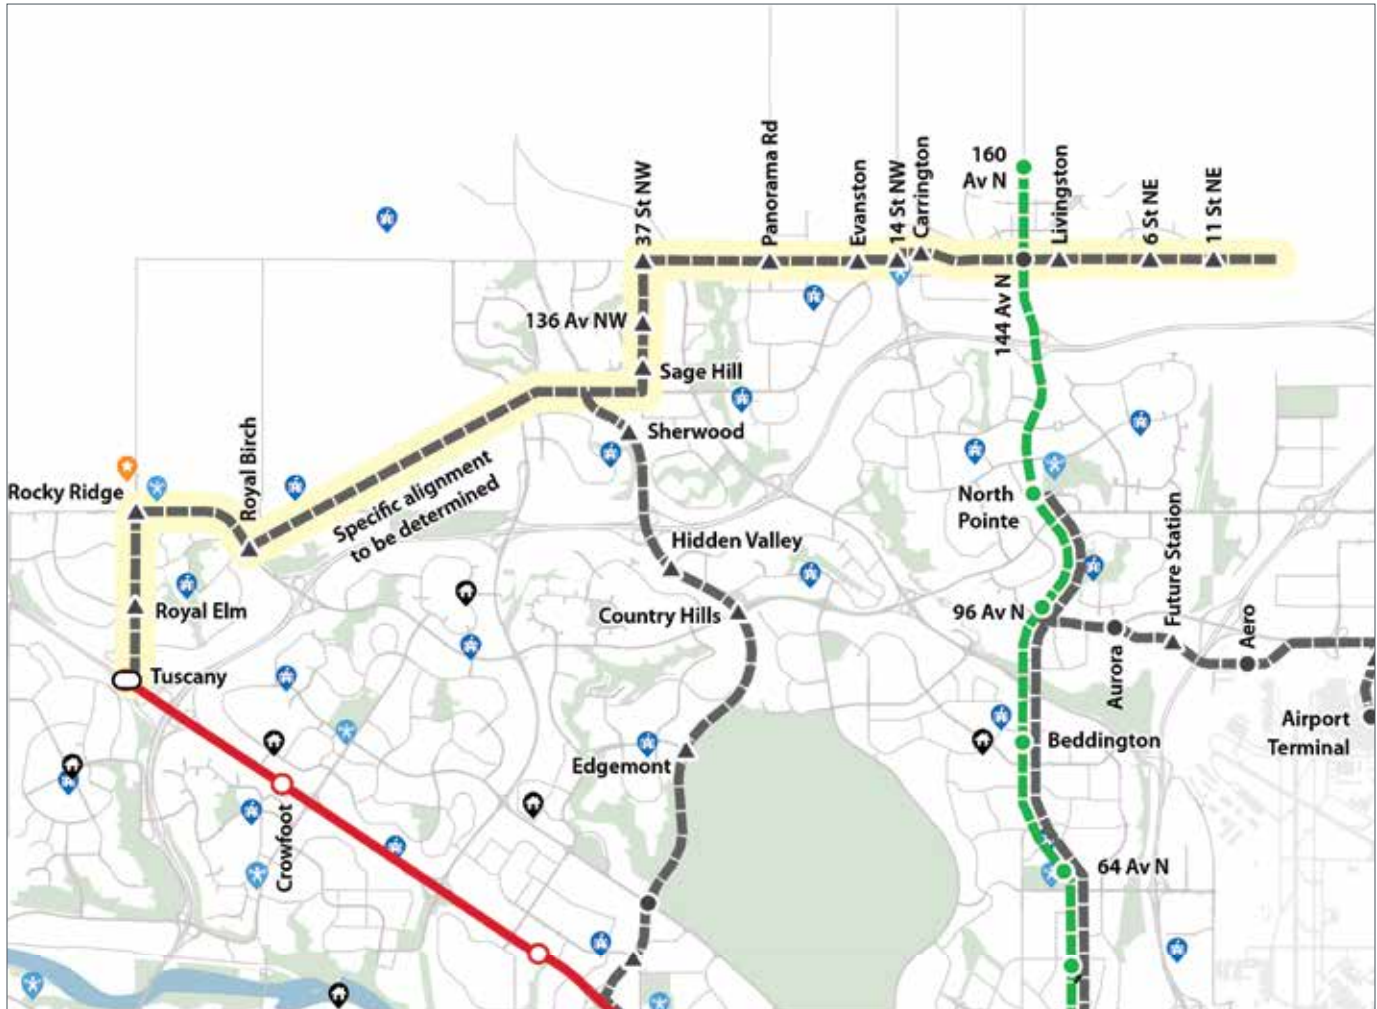 160
Av N
37 St NW
Panorama Rd
Evanston
14 St NW
Carrington
Livingston
6 St NE
11 St NE
144 Av N
136 Av NW
Sage Hill
Sherwood
Royal Birch
Rocky Ridge
Specific alignment
to be determined
North
Pointe
Future Station
Hidden Valley
Royal Elm
Country Hills
96 Av N
Aero
Aurora
Tuscany
Airport
Terminal
Beddington
Edgemont
Crowfoot
64 Av N